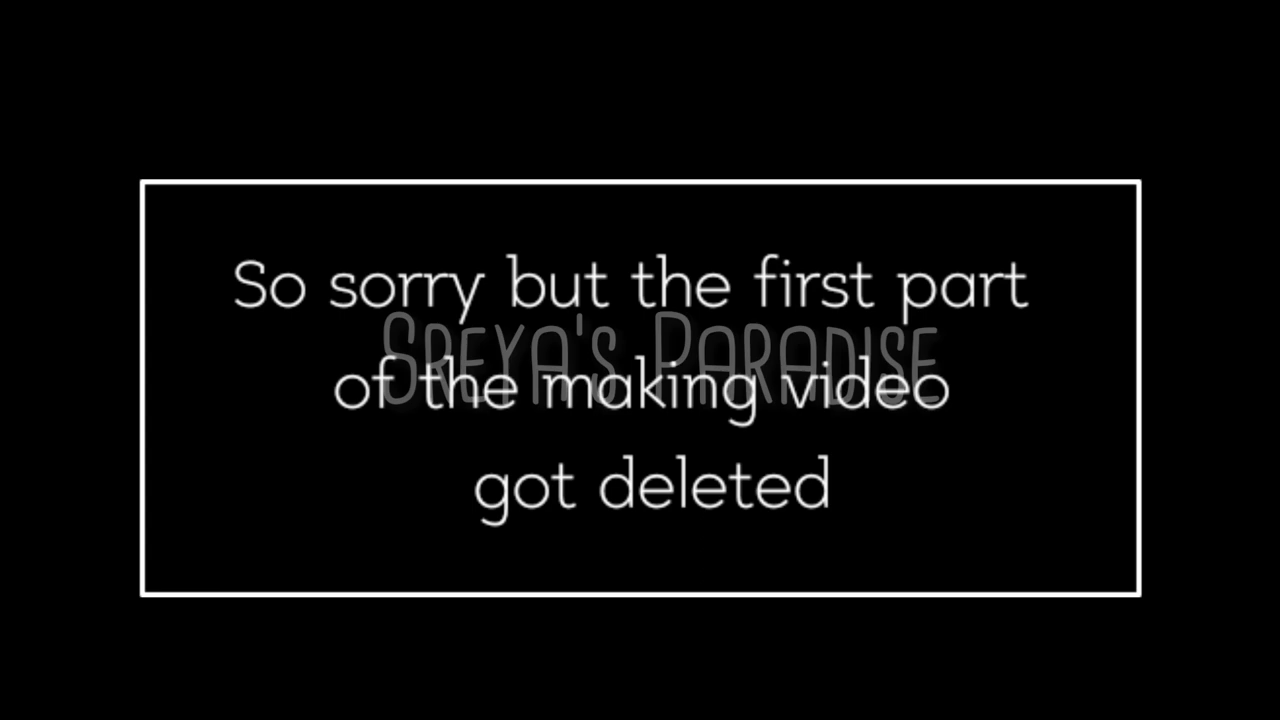 So sorry but the first part
SREYA'S PARADISE
of the making video
got deleted